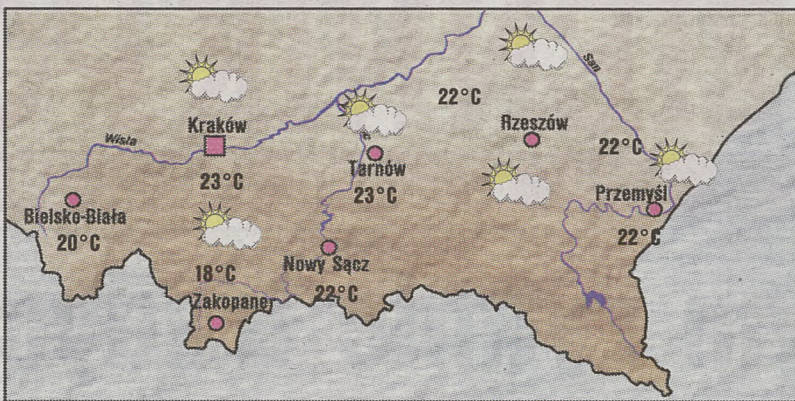 San
22°C
Kraków
Rzeszów
Wisła
22°C
Tarnów
23°C
23°C
Przemyśl
Bielsko-Biała
20°C
22°C
Nowy Sącz
18°C
22°C
Zakopane